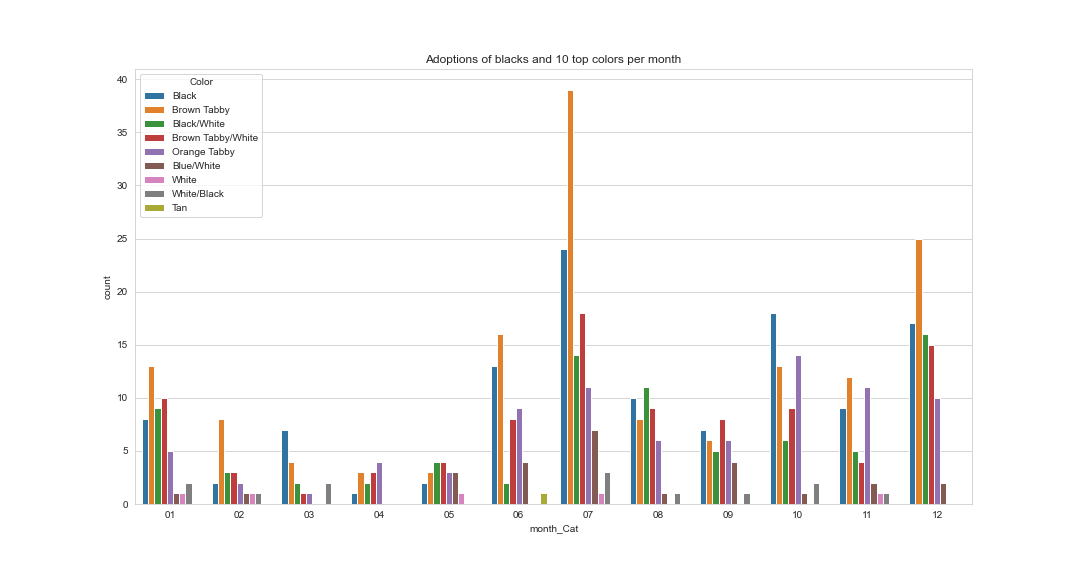 Adoptions of blacks and 10 top colors per month
Color
Black
Brown Tabby
Black/White
Brown Tabby/White
Orange Tabby
Blue/White
White
White/Black
Tan
40
35
30
25
20
15
10
5
0
count
01 02 03 04 05 06 07 08 09 10 11 12
month_Cat